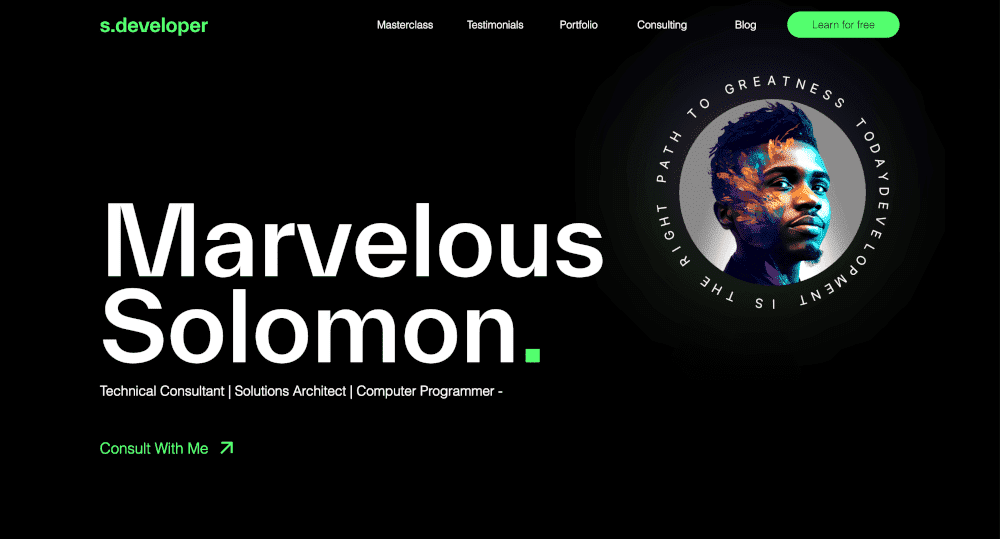 s.developer
Masterclass
Testimonials
Portfolio
Consulting
Blog
Learn for free
DEVELOPMENT IS THE RIGHT PATH TO GREATNESS TODAY
Marvelous
Solomon.
Technical Consultant | Solutions Architect | Computer Programmer -
Consult With Me